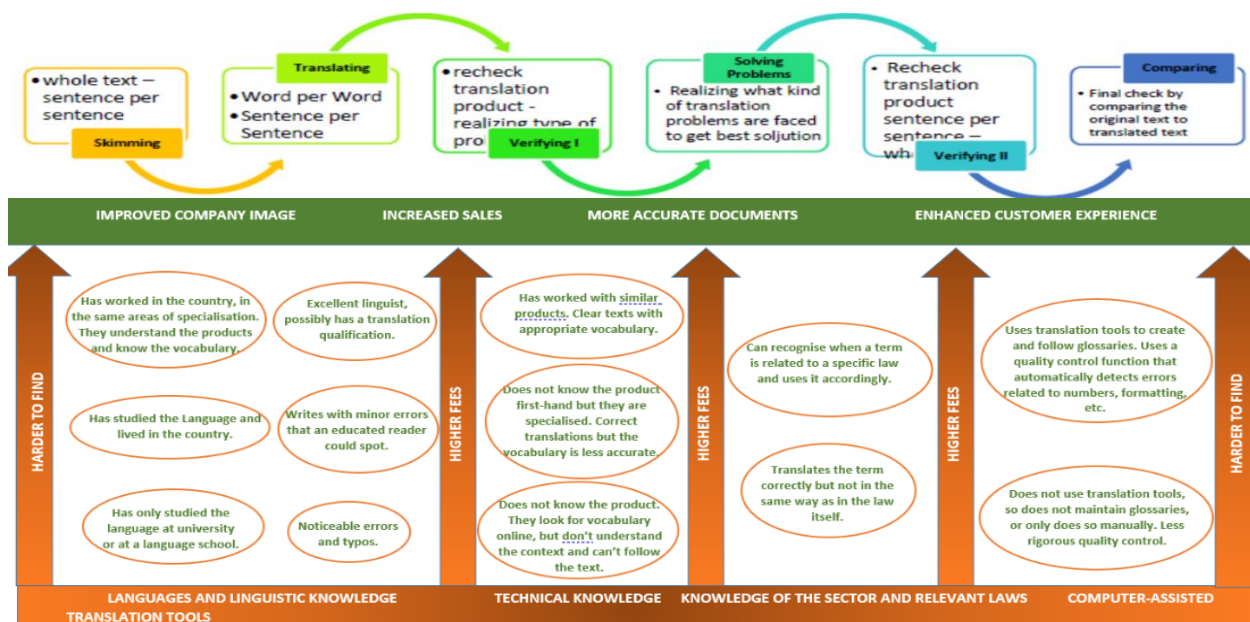 • whole text –
sentence per
sentence
Skimming
Translating
• Word per Word
• Sentence per
Sentence
• recheck
translation
product -
realizing type of
Verifying I
Solving
Problems
• Realizing what kind
of translation
problems are faced
to get best soljution
• Recheck
translation
product
sentence per
sentence –
Verifying II
Comparing
• Final check by
comparing the
original text to
translated text
IMPROVED COMPANY IMAGE
INCREASED SALES
MORE ACCURATE DOCUMENTS
ENHANCED CUSTOMER EXPERIENCE
HARDER TO FIND
Has worked in the country, in
the same areas of specialisation.
They understand the products
and know the vocabulary.
Excellent linguist,
possibly has a translation
qualification.
Has studied the Language and
lived in the country.
Writes with minor errors
that an educated reader
could spot.
Has only studied the
language at university
or at a language school.
Noticeable errors
and typos.
HIGHER FEES
Has worked with similar
products. Clear texts with
appropriate vocabulary.
Does not know the product
first-hand but they are
specialised. Correct
translations but the
vocabulary is less accurate.
Does not know the product.
They look for vocabulary
online, but don't understand
the context and can't follow
the text.
HIGHER FEES
Can recognise when a term
is related to a specific law
and uses it accordingly.
Translates the term
correctly but not in the
same way as in the law
itself.
HIGHER FEES
Uses translation tools to create
and follow glossaries. Uses a
quality control function that
automatically detects errors
related to numbers, formatting,
etc.
Does not use translation tools,
so does not maintain glossaries,
or only does so manually. Less
rigorous quality control.
HARDER TO FIND
LANGUAGES AND LINGUISTIC KNOWLEDGE
TECHNICAL KNOWLEDGE
KNOWLEDGE OF THE SECTOR AND RELEVANT LAWS
COMPUTER-ASSISTED
TRANSLATION TOOLS